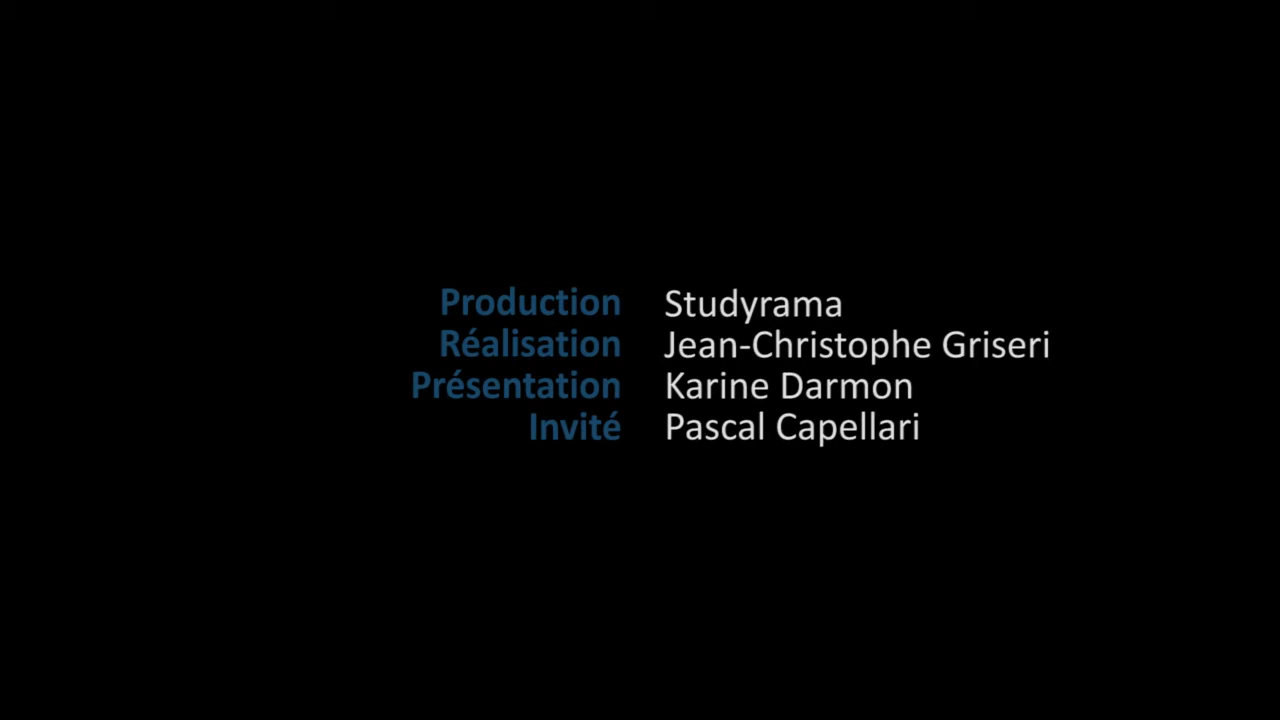 Production Studyrama
Réalisation Jean-Christophe Griseri
Présentation Karine Darmon
Invité Pascal Capellari